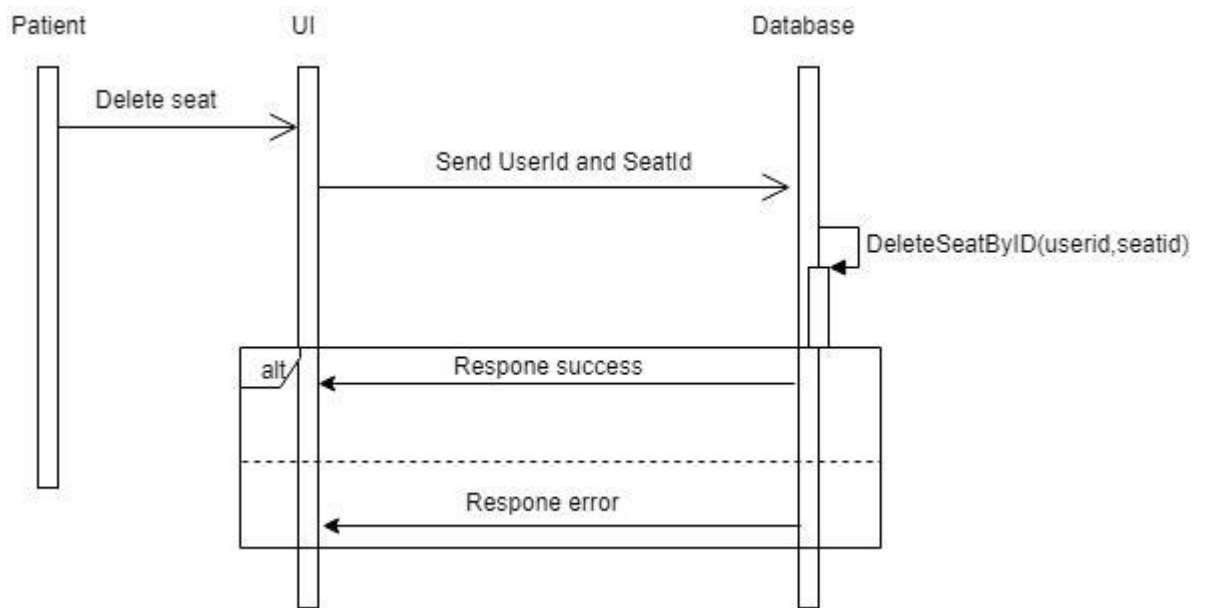 Patient
UI
Database
Delete seat
Send UserId and SeatId
DeleteSeatByID(userid,seatid)
alt
Respone success
Respone error